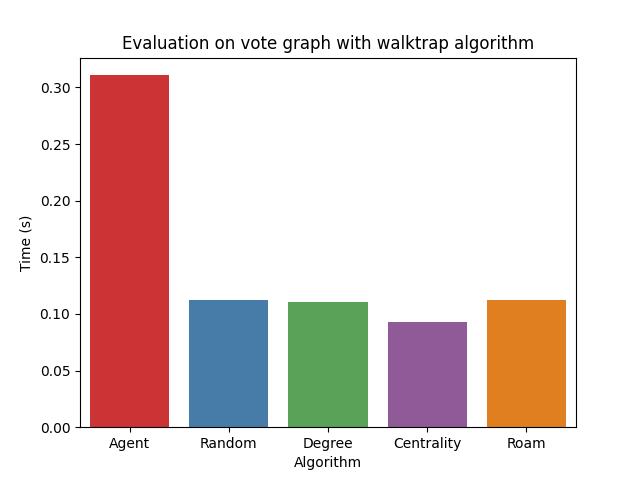 Evaluation on vote graph with walktrap algorithm
0.30
0.25
0.20
0.15
0.10
0.05
0.00
Time (s)
Agent Random Degree Centrality Roam
Algorithm